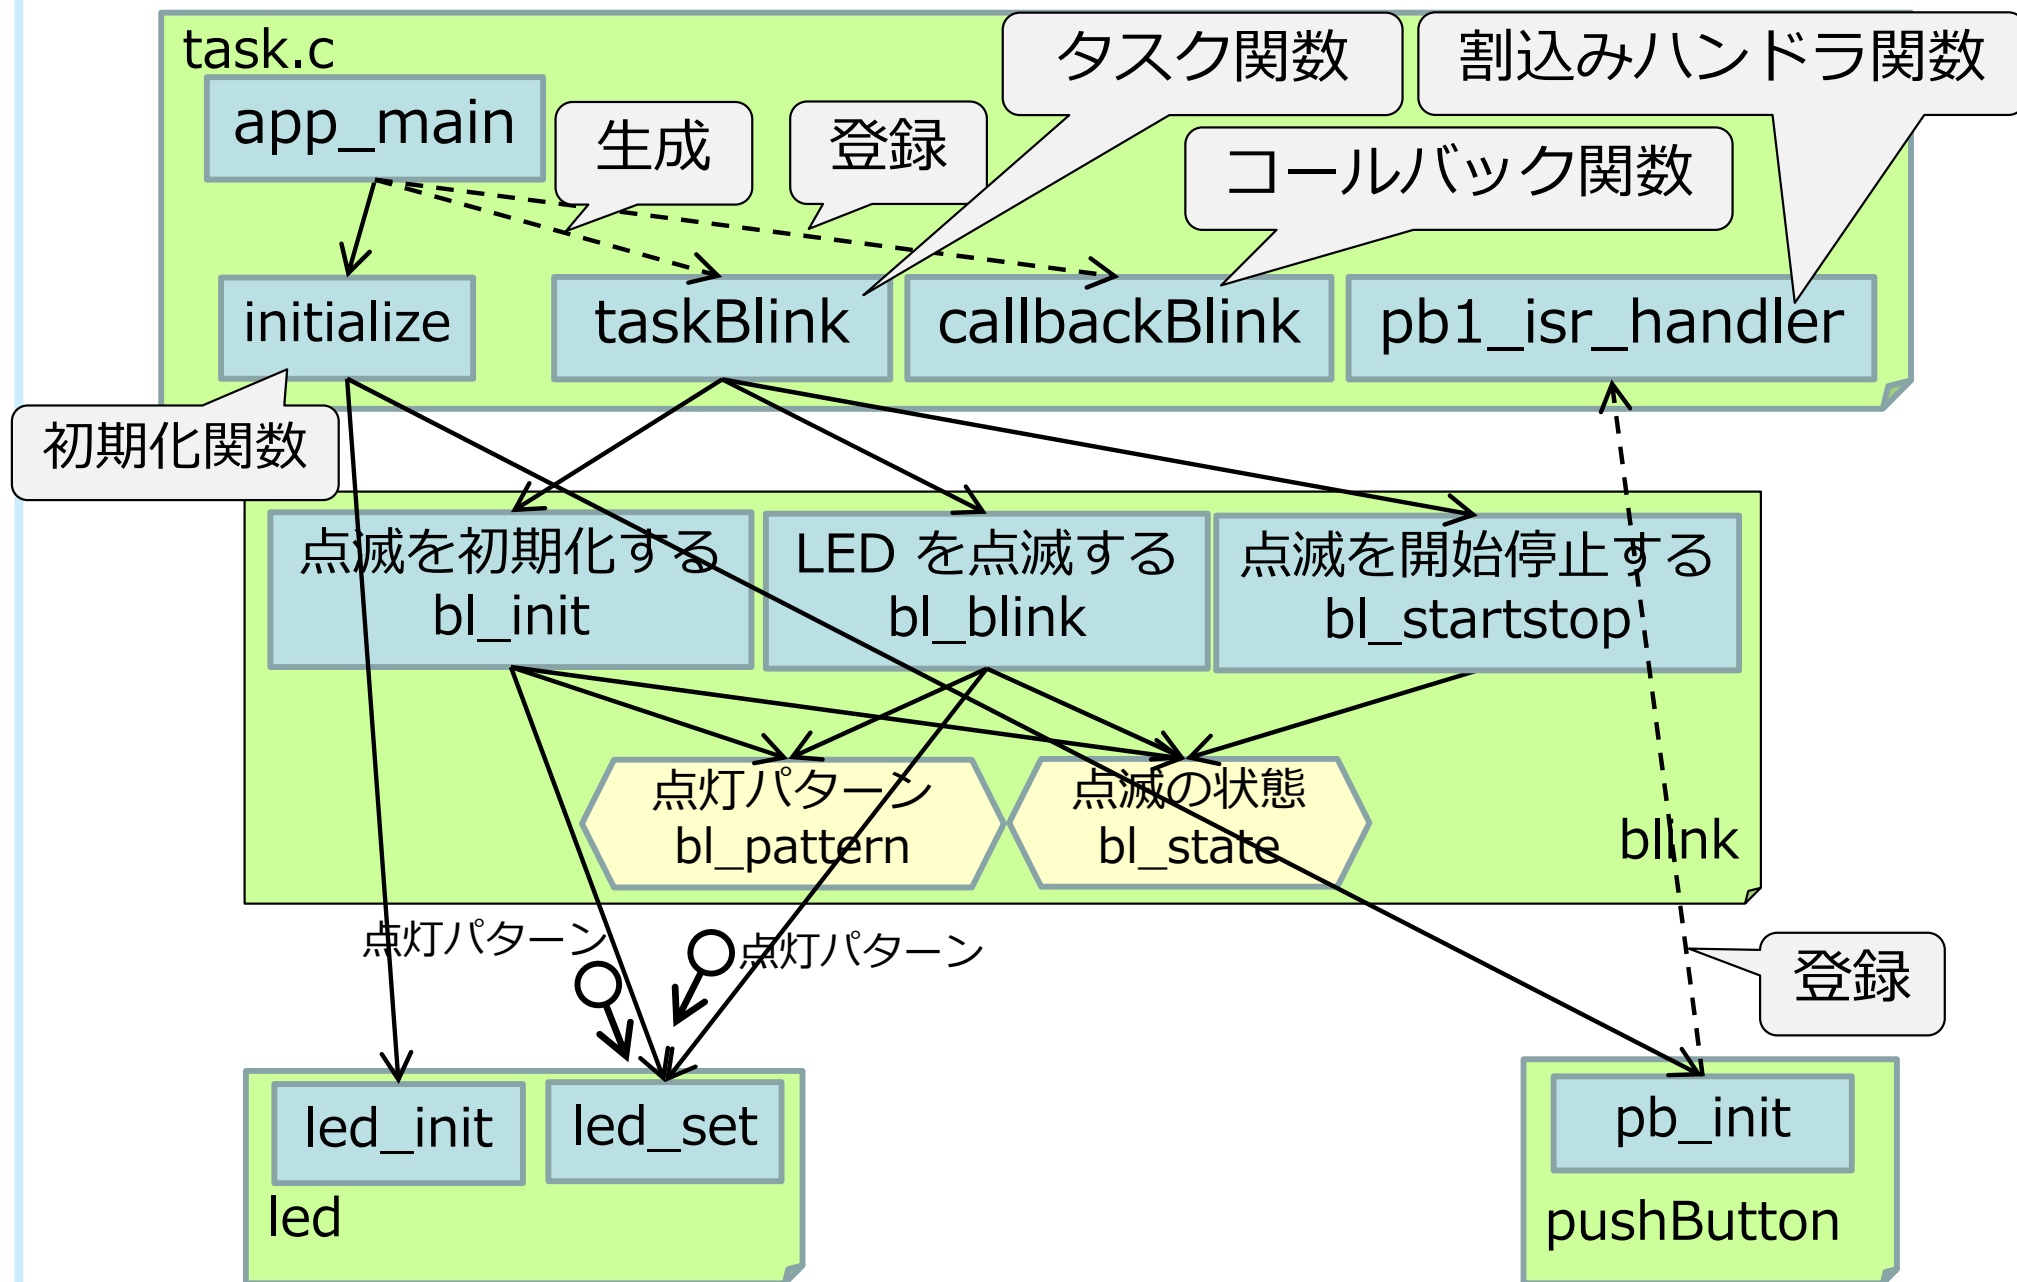 task.c
タスク関数
割込みハンドラ関数
app_main
生成
登録
コールバック関数
initialize
taskBlink
callbackBlink
pb1_isr_handler
初期化関数
点滅を初期化する
bl_init
LED を点滅する
bl_blink
点滅を開始停止する
bl_startstop
点灯パターン
bl_pattern
点滅の状態
bl_state
blink
点灯パターン
点灯パターン
登録
led_init
led_set
led
pb_init
pushButton